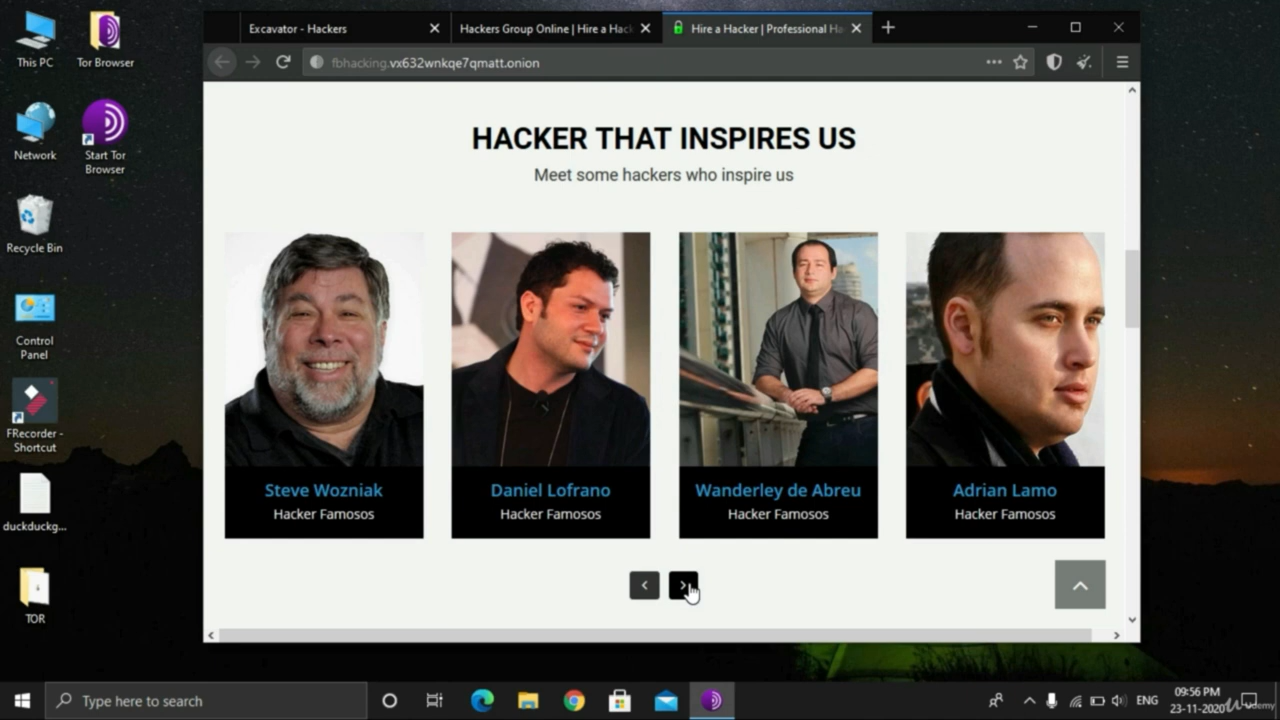 This PC
Tor Browser
Network
Start Tor
Browser
Recycle Bin
Control
Panel
FRecorder -
Shortcut
duckduckg...
TOR
Excavator - Hackers
Hackers Group Online | Hire a Hack
Hire a Hacker | Professional Ha
fbhacking.vx632wnkqe7qmatt.onion
HACKER THAT INSPIRES US
Meet some hackers who inspire us
Steve Wozniak
Hacker Famosos
Daniel Lofrano
Hacker Famosos
Wanderley de Abreu
Hacker Famosos
Adrian Lamo
Hacker Famosos
Type here to search
ENG
09:56 PM
23-11-2020
Udemy